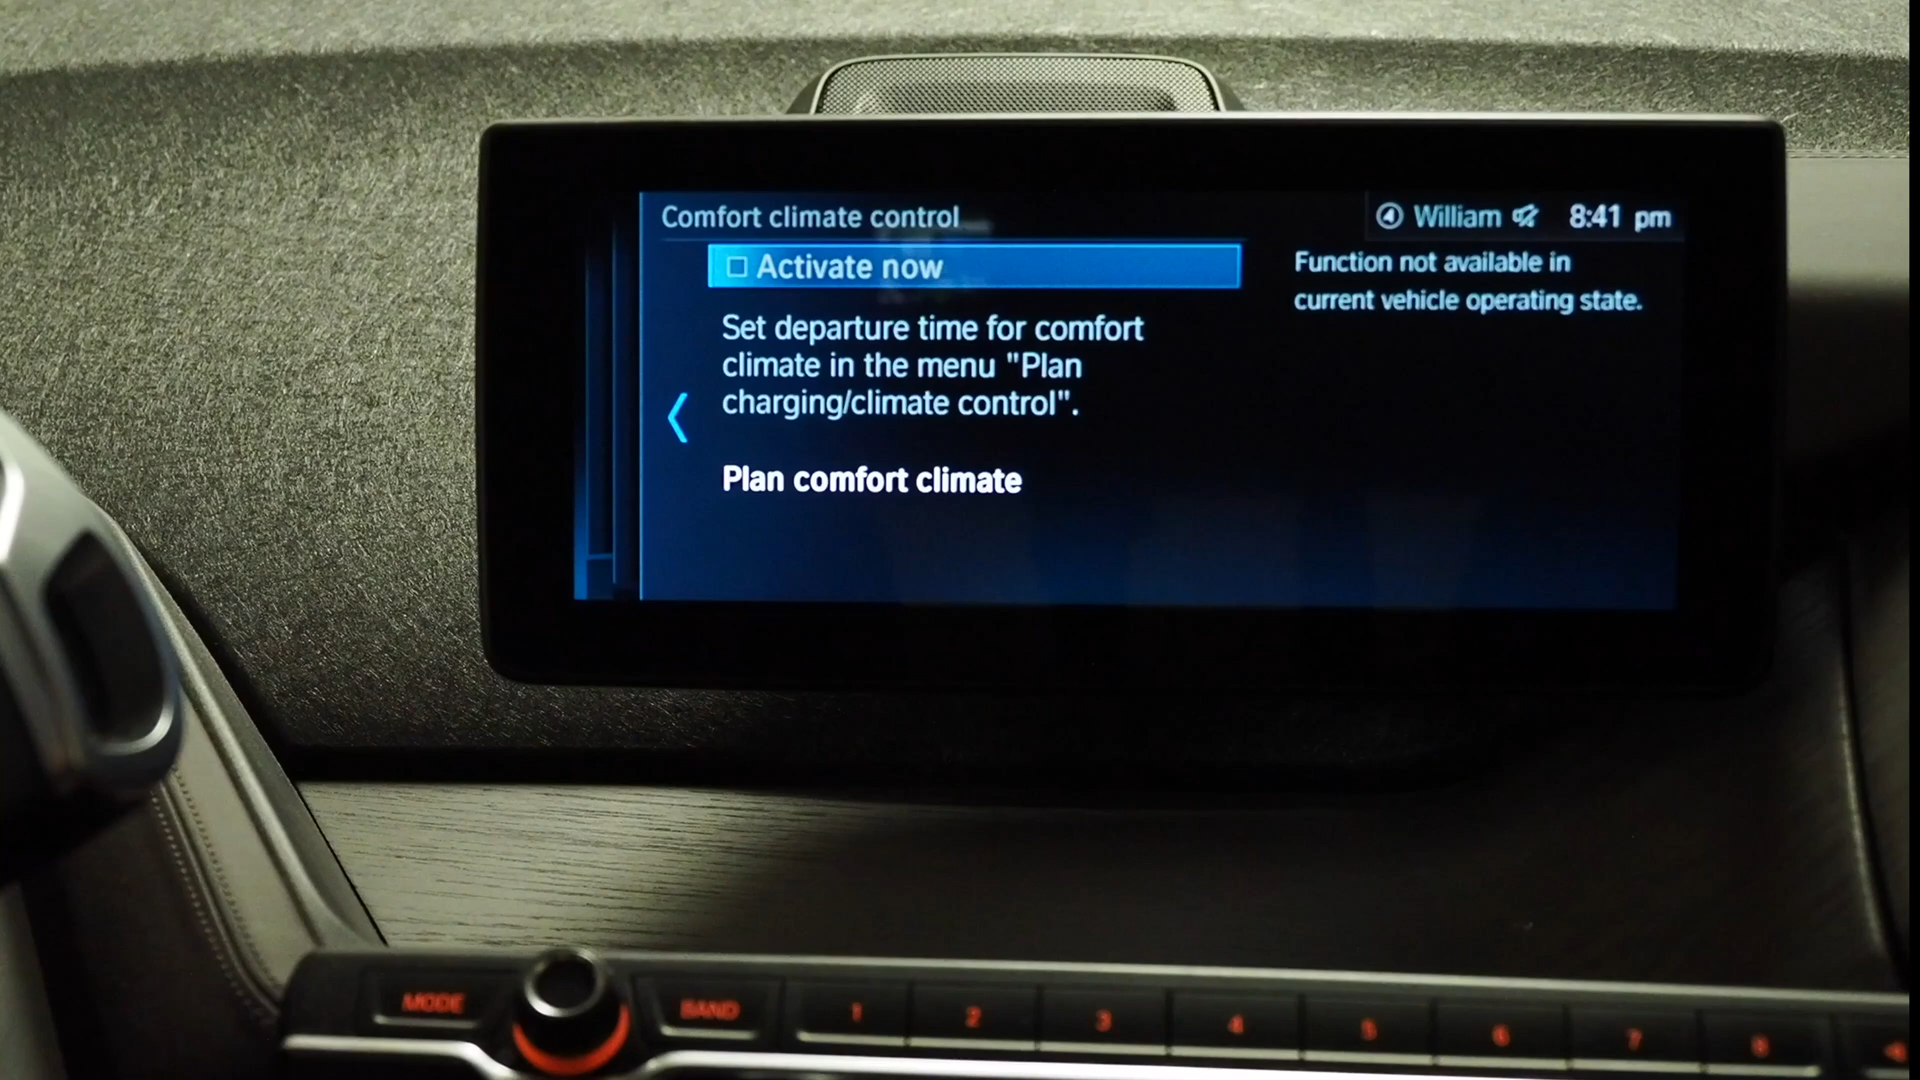 Comfort climate control
William 8:41 pm
Activate now
Function not available in
current vehicle operating state.
Set departure time for comfort
climate in the menu "Plan
charging/climate control".
Plan comfort climate
MODE BAND 1 2 3 4 5 6 7 8